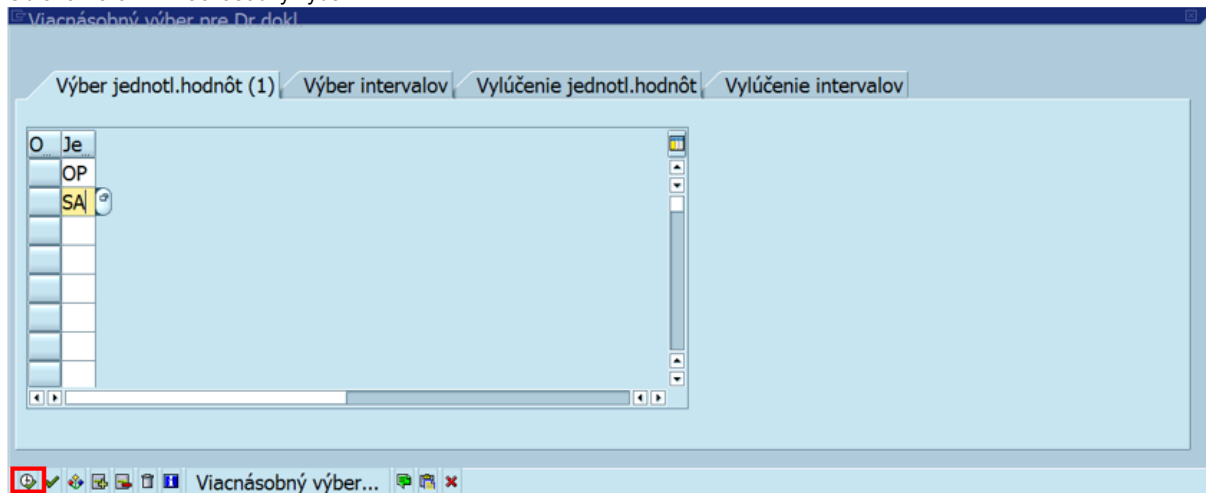 Viacnásobný výber pre Dr.dokl.
Výber jednotl.hodnôt (1) Výber intervalov Vylúčenie jednotl.hodnôt Vylúčenie intervalov
O... Je...
OP
SA
Viacnásobný výber...